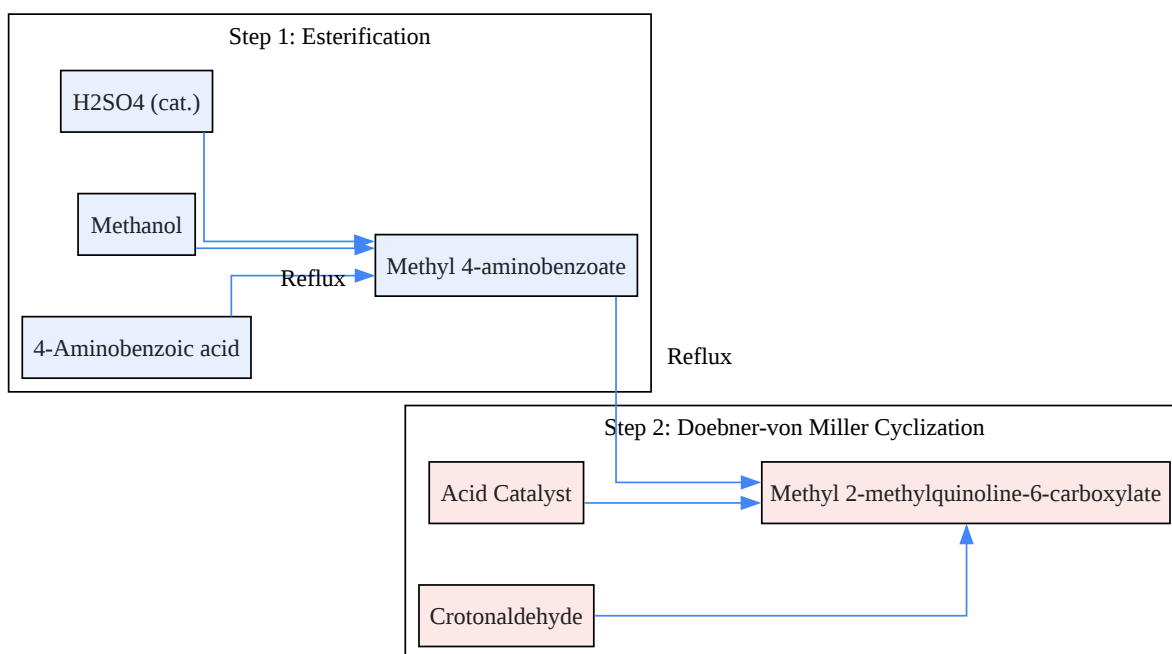 Step 1: Esterification
H2SO4 (cat.)
Methanol
Methyl 4-aminobenzoate
Reflux
4-Aminobenzoic acid
Reflux
Step 2: Doebner-von Miller Cyclization
Acid Catalyst
Methyl 2-methylquinoline-6-carboxylate
Crotonaldehyde